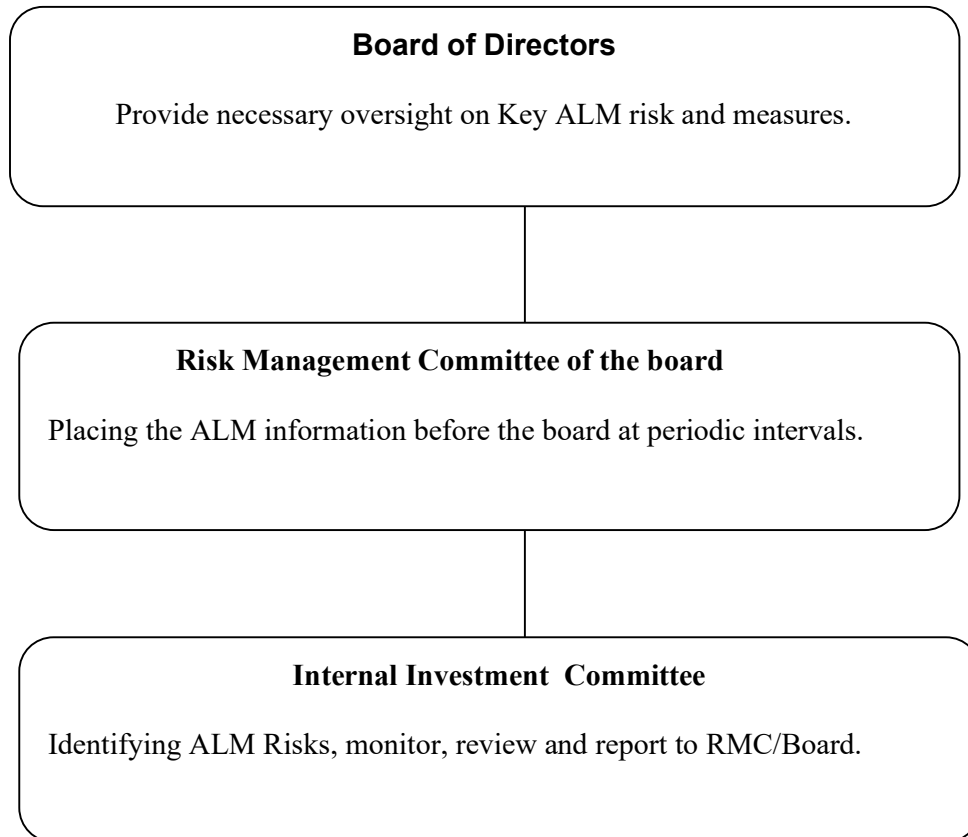 Board of Directors
Provide necessary oversight on Key ALM risk and measures.
Risk Management Committee of the board
Placing the ALM information before the board at periodic intervals.
Internal Investment  Committee
Identifying ALM Risks, monitor, review and report to RMC/Board.